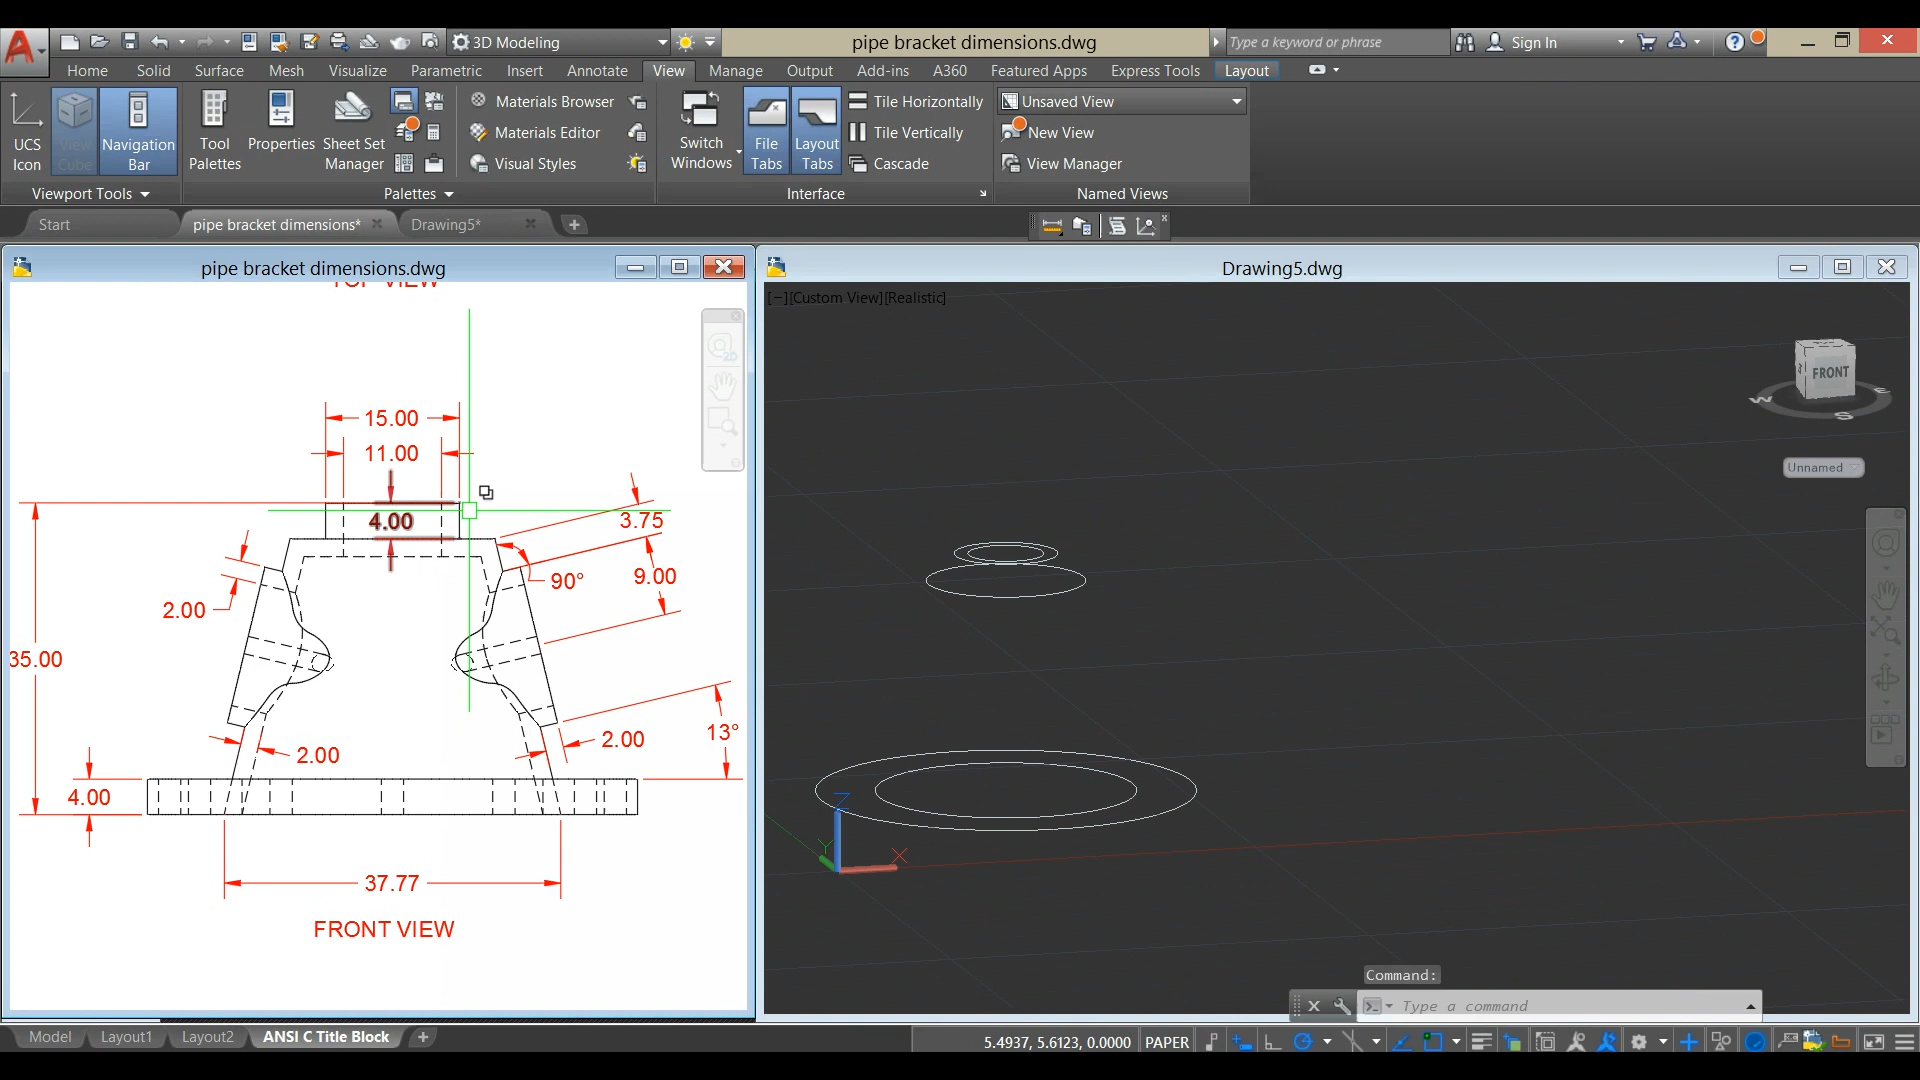 3D Modeling
pipe bracket dimensions.dwg
Type a keyword or phrase
Sign In
Home Solid Surface Mesh Visualize Parametric Insert Annotate View Manage Output Add-ins A360 Featured Apps Express Tools Layout
UCS Icon
View Cube
Navigation Bar
Tool Palettes
Properties
Sheet Set Manager
Materials Browser
Materials Editor
Visual Styles
Switch Windows
File Tabs
Layout Tabs
Tile Horizontally
Tile Vertically
Cascade
Unsaved View
New View
View Manager
Viewport Tools
Palettes
Interface
Named Views
Start
pipe bracket dimensions*
Drawing5*
pipe bracket dimensions.dwg
Drawing5.dwg
TOP VIEW
[−][Custom View][Realistic]
2D
15.00
11.00
4.00
3.75
90°
9.00
2.00
35.00
13°
2.00
2.00
4.00
37.77
FRONT VIEW
FRONT
W
S
E
Unnamed
Z
Y
X
Command:
Type a command
Model
Layout1
Layout2
ANSI C Title Block
5.4937, 5.6123, 0.0000
PAPER